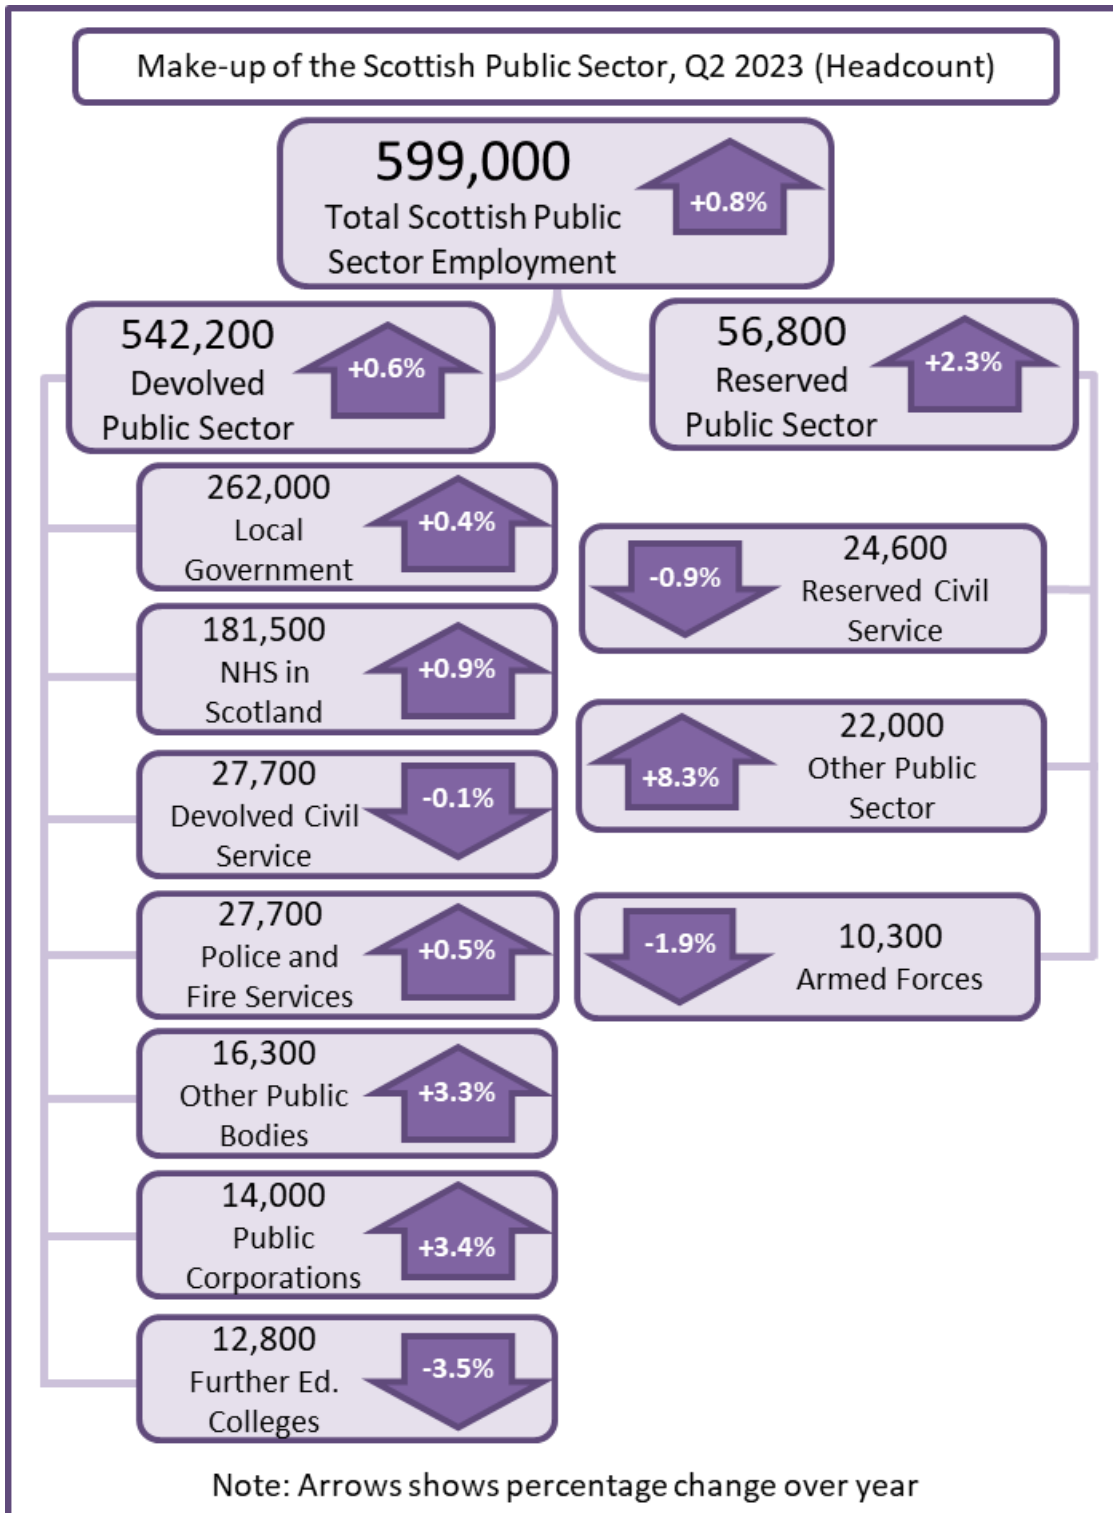 Make-up of the Scottish Public Sector, Q2 2023 (Headcount)
599,000
Total Scottish Public
Sector Employment
+0.8%
542,200
Devolved
Public Sector
+0.6%
56,800
Reserved
Public Sector
+2.3%
262,000
Local
Government
+0.4%
181,500
NHS in
Scotland
+0.9%
27,700
Devolved Civil
Service
-0.1%
27,700
Police and
Fire Services
+0.5%
16,300
Other Public
Bodies
+3.3%
14,000
Public
Corporations
+3.4%
12,800
Further Ed.
Colleges
-3.5%
-0.9%
24,600
Reserved Civil
Service
+8.3%
22,000
Other Public
Sector
-1.9%
10,300
Armed Forces
Note: Arrows shows percentage change over year